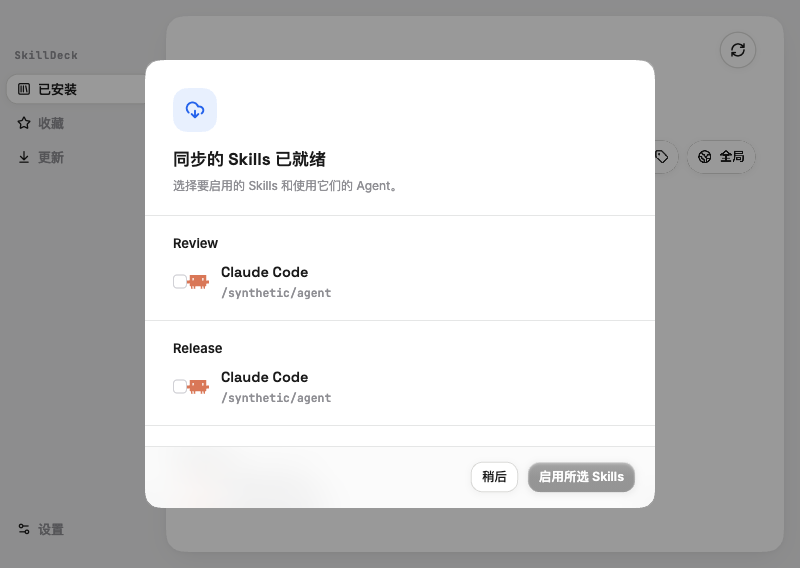 SkillDeck
已安装
收藏
更新
全局
同步的 Skills 已就绪
选择要启用的 Skills 和使用它们的 Agent。
Review
Claude Code
/synthetic/agent
Release
Claude Code
/synthetic/agent
稍后
启用所选 Skills
设置